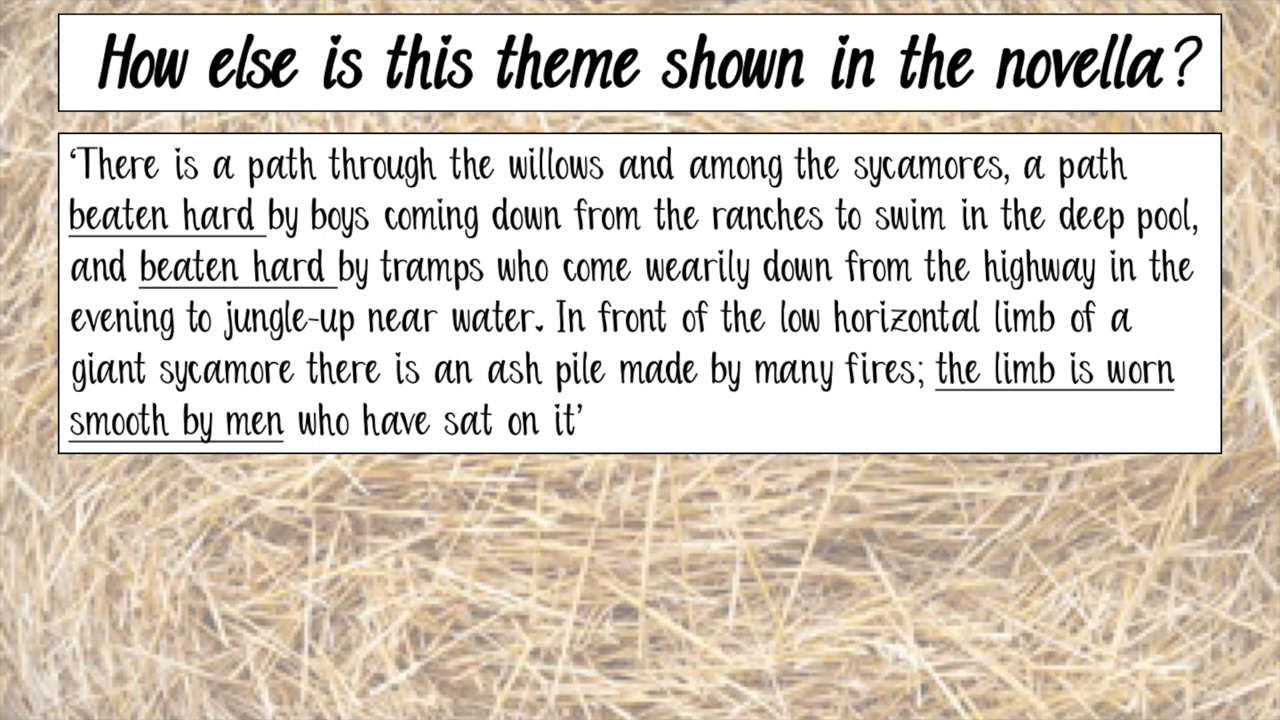 How else is this theme shown in the novella?
‘There is a path through the willows and among the sycamores, a path
beaten hard by boys coming down from the ranches to swim in the deep pool,
and beaten hard by tramps who come wearily down from the highway in the
evening to jungle-up near water. In front of the low horizontal limb of a
giant sycamore there is an ash pile made by many fires; the limb is worn
smooth by men who have sat on it’